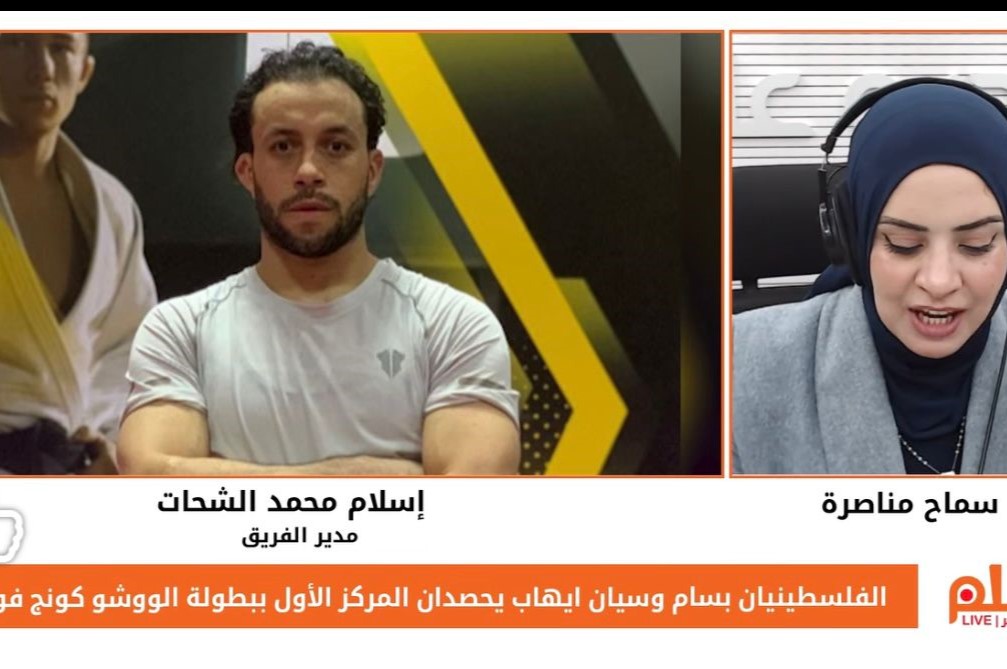 سماح مناصرة
إسلام محمد الشحات
مدير الفريق
الفلسطينيان بسام وسيان ايهاب يحصدان المركز الأول ببطولة الووشو كونج
LIVE |